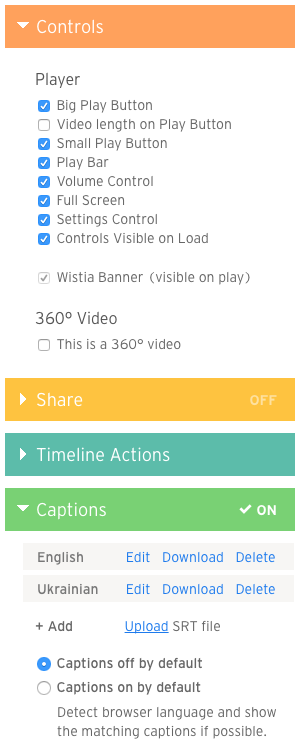 Controls
Player
Big Play Button
Video length on Play Button
Small Play Button
Play Bar
Volume Control
Full Screen
Settings Control
Controls Visible on Load
Wistia Banner (visible on play)
360° Video
This is a 360° video
Share OFF
Timeline Actions
Captions ON
English Edit Download Delete
Ukrainian Edit Download Delete
+ Add Upload SRT file
Captions off by default
Captions on by default
Detect browser language and show
the matching captions if possible.